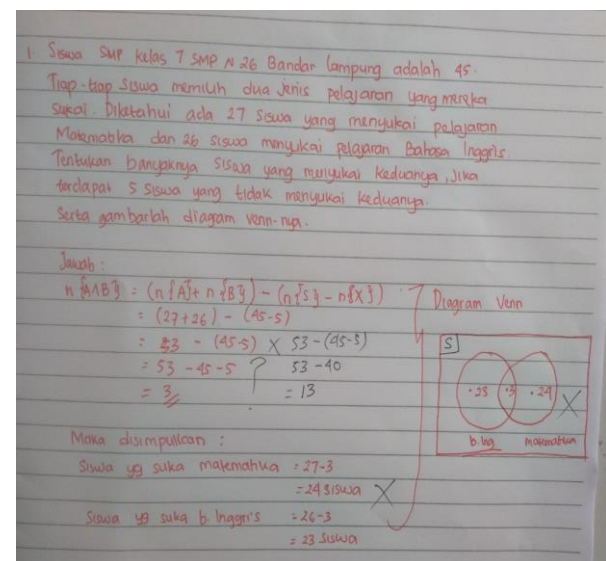 1. Siswa SMP kelas 7 SMP N 26 Bandar lampung adalah 45.
Tiap-tiap siswa memilih dua jenis pelajaran yang mereka
sukai. Diketahui ada 27 siswa yang menyukai pelajaran
Matematika dan 26 siswa menyukai pelajaran Bahasa Inggris.
Tentukan banyaknya siswa yang menyukai keduanya, Jika
terdapat 5 siswa yang tidak menyukai keduanya.
Serta gambarlah diagram venn-nya.
Jawab :
n {A∧B} = (n {A} + n {B}) - (n {S} - n {X})
= (27+26) - (45-5)
= 53 - (45-5) X 53-(45-5)
= 53 - 45 - 5 ? 53-40
= 3 = 13
Maka disimpulkan :
Siswa yg suka matematika = 27-3
= 24 siswa X
Siswa yg suka b. Inggris = 26-3
= 23 siswa
Diagram Venn
S
. 23 . 3 . 24 X
b. Ing matematika